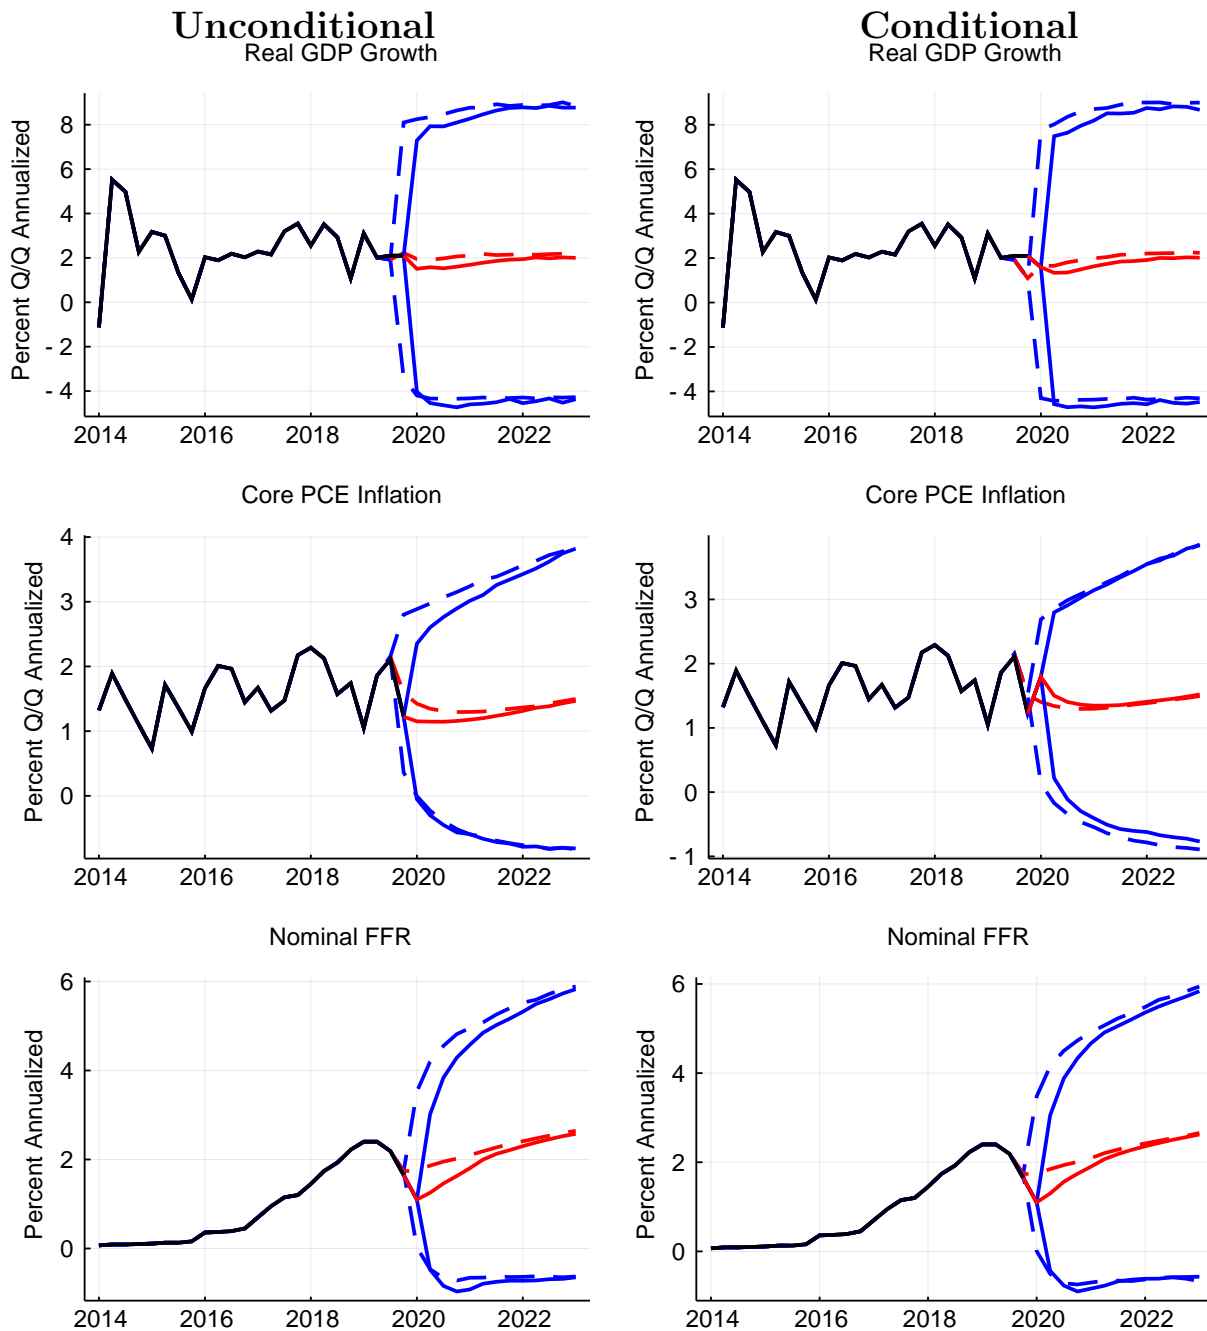 Unconditional
Real GDP Growth
Percent Q/Q Annualized
8
6
4
2
0
- 2
- 4
2014 2016 2018 2020 2022
Conditional
Real GDP Growth
Percent Q/Q Annualized
8
6
4
2
0
- 2
- 4
2014 2016 2018 2020 2022
Core PCE Inflation
Percent Q/Q Annualized
4
3
2
1
0
2014 2016 2018 2020 2022
Core PCE Inflation
Percent Q/Q Annualized
3
2
1
0
- 1
2014 2016 2018 2020 2022
Nominal FFR
Percent Annualized
6
4
2
0
2014 2016 2018 2020 2022
Nominal FFR
Percent Annualized
6
4
2
0
2014 2016 2018 2020 2022